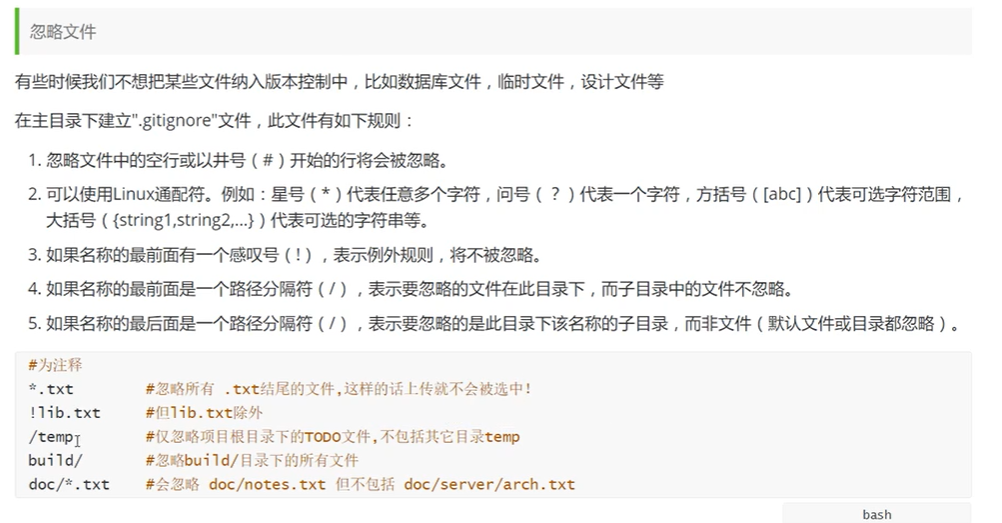 忽略文件
有些时候我们不想把某些文件纳入版本控制中，比如数据库文件，临时文件，设计文件等
在主目录下建立".gitignore"文件，此文件有如下规则：
1. 忽略文件中的空行或以井号（#）开始的行将会被忽略。
2. 可以使用Linux通配符。例如：星号（*）代表任意多个字符，问号（？）代表一个字符，方括号（[abc]）代表可选字符范围，
大括号（{string1,string2,...}）代表可选的字符串等。
3. 如果名称的最前面有一个感叹号（!），表示例外规则，将不被忽略。
4. 如果名称的最前面是一个路径分隔符（/），表示要忽略的文件在此目录下，而子目录中的文件不忽略。
5. 如果名称的最后面是一个路径分隔符（/），表示要忽略的是此目录下该名称的子目录，而非文件（默认文件或目录都忽略）。
#为注释
*.txt #忽略所有 .txt结尾的文件,这样的话上传就不会被选中!
!lib.txt #但lib.txt除外
/temp #仅忽略项目根目录下的TODO文件,不包括其它目录temp
build/ #忽略build/目录下的所有文件
doc/*.txt #会忽略 doc/notes.txt 但不包括 doc/server/arch.txt
bash